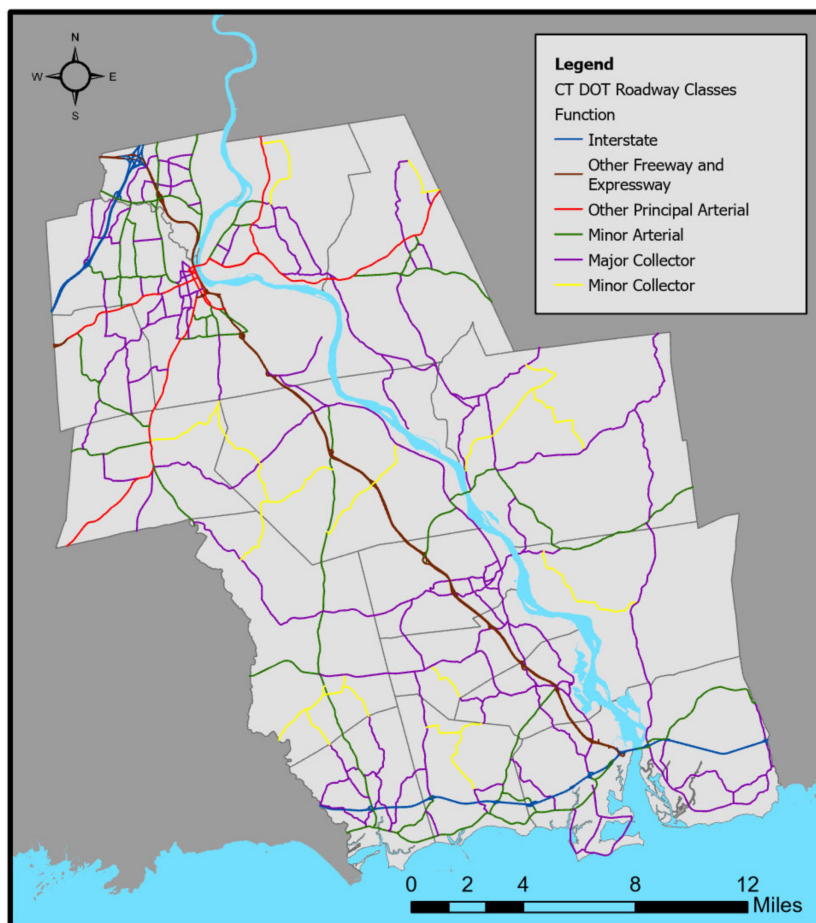 N
W E
S
Legend
CT DOT Roadway Classes
Function
Interstate
Other Freeway and
Expressway
Other Principal Arterial
Minor Arterial
Major Collector
Minor Collector
0 2 4 8 12
Miles